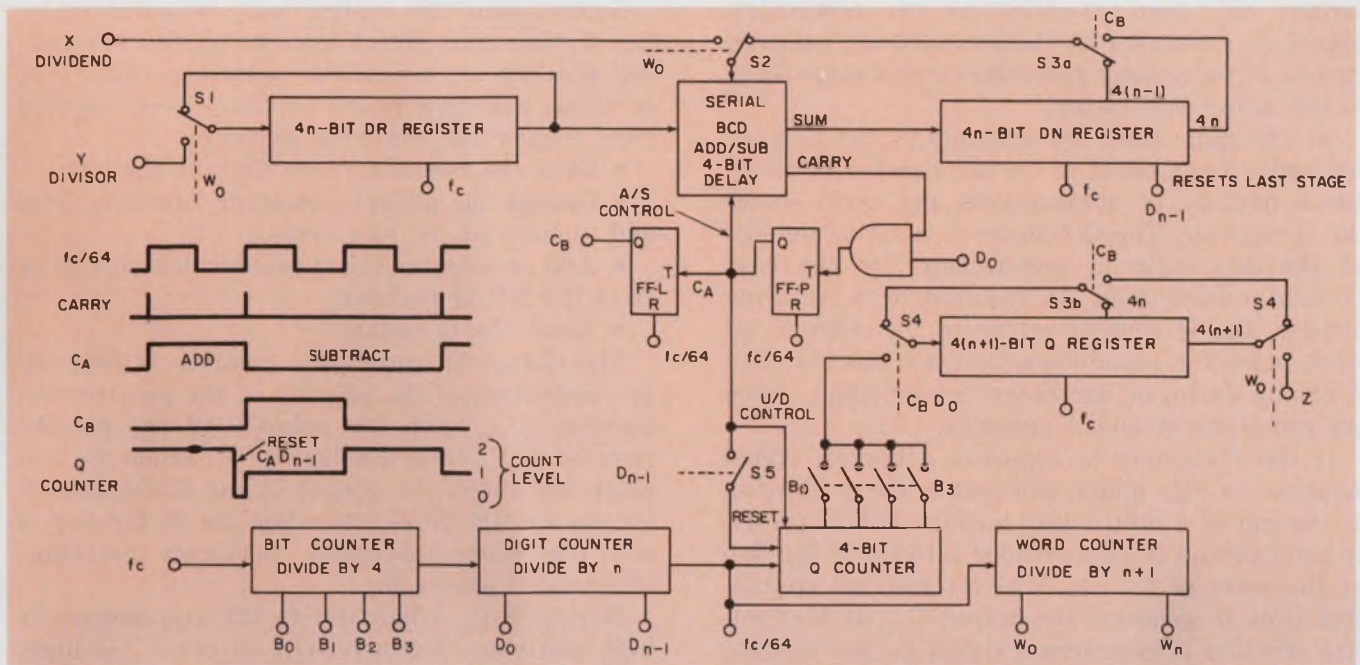 X
DIVIDEND
W0
S2
S3a
CB
S1
4n-BIT DR REGISTER
SERIAL
BCD
ADD/SUB
4-BIT
DELAY
SUM
CARRY
4(n-1)
4n-BIT DN REGISTER
4n
Y
DIVISOR
W0
fc
fc
Dn-1
RESETS LAST STAGE
A/S
CONTROL
CB
Q
T
FF-L
R
CA
Q
T
FF-P
R
D0
fc/64
fc/64
fc/64
CARRY
CA
ADD
SUBTRACT
CB
Q
COUNTER
RESET
CA Dn-1
2
1
0
COUNT
LEVEL
CB
S4
S3b
4n
S4
4(n+1)-BIT Q REGISTER
4(n+1)
CB D0
fc
W0
Z
U/D
CONTROL
Dn-1
S5
B0
B3
RESET
fc
BIT COUNTER
DIVIDE BY 4
DIGIT COUNTER
DIVIDE BY n
4-BIT
Q COUNTER
WORD COUNTER
DIVIDE BY n+1
B0
B1
B2
B3
D0
Dn-1
fc/64
W0
Wn